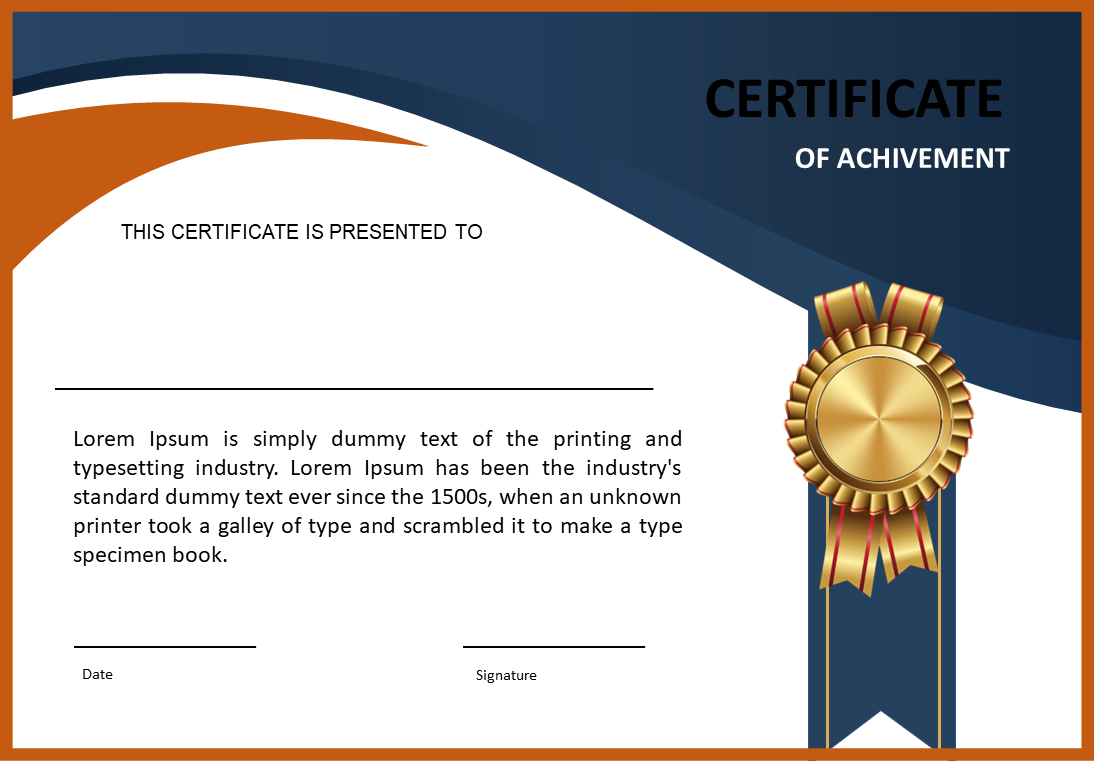 CERTIFICATE
OF ACHIVEMENT
THIS CERTIFICATE IS PRESENTED TO
Lorem Ipsum is simply dummy text of the printing and
typesetting industry. Lorem Ipsum has been the industry's
standard dummy text ever since the 1500s, when an unknown
printer took a galley of type and scrambled it to make a type
specimen book.
Date
Signature